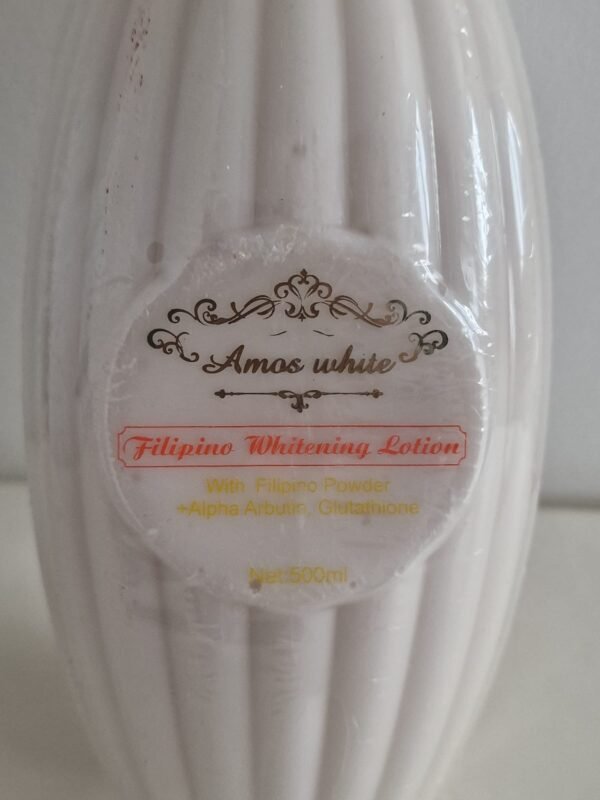 Amos white
Filipino Whitening Lotion
With Filipino Powder
+Alpha Arbutin, Glutathione
Net:500ml